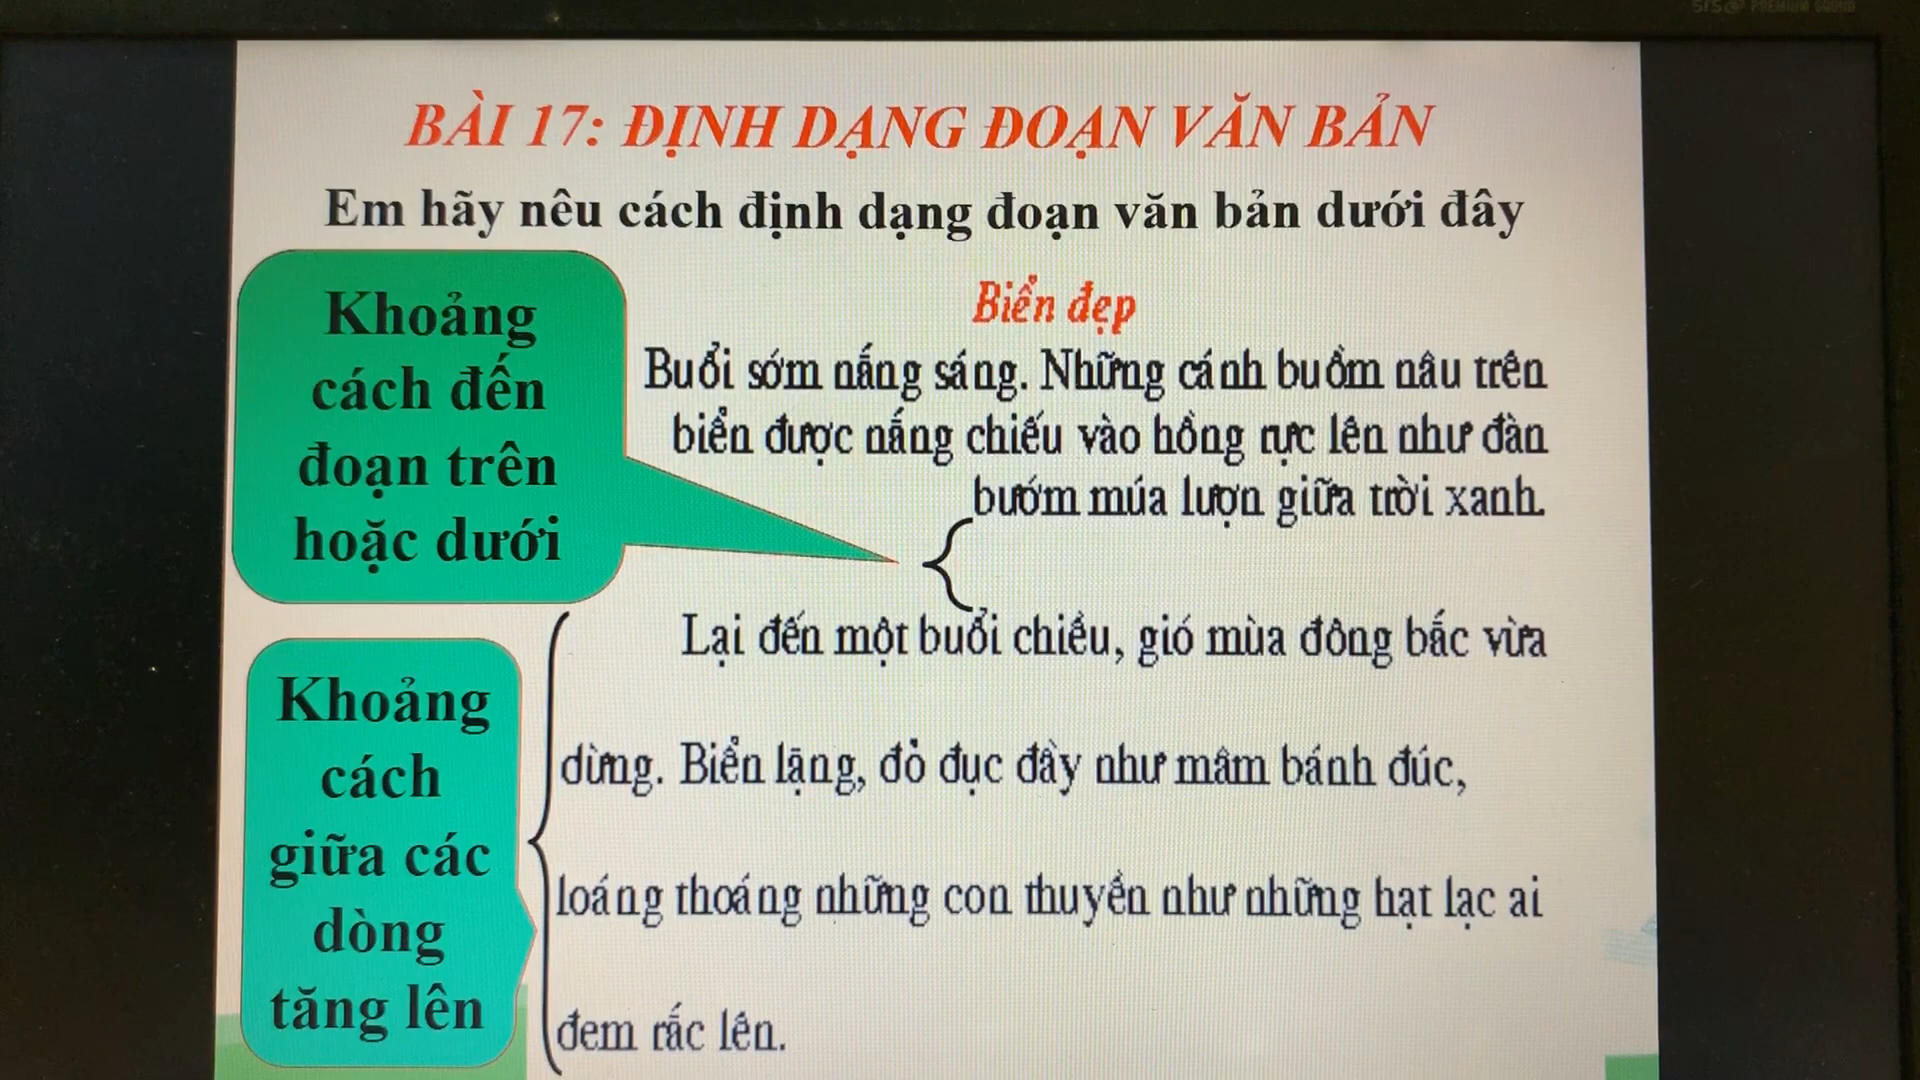 SRS PREMIUM SOUND
BÀI 17: ĐỊNH DẠNG ĐOẠN VĂN BẢN
Em hãy nêu cách định dạng đoạn văn bản dưới đây
Khoảng
cách đến
đoạn trên
hoặc dưới
Biển đẹp
Buổi sớm nắng sáng. Những cánh buồm nâu trên
biển được nắng chiếu vào hồng rực lên như đàn
bướm múa lượn giữa trời xanh.
Khoảng
cách
giữa các
dòng
tăng lên
Lại đến một buổi chiều, gió mùa đông bắc vừa
dừng. Biển lặng, đỏ đục đầy như mâm bánh đúc,
loáng thoáng những con thuyền như những hạt lạc ai
đem rắc lên.